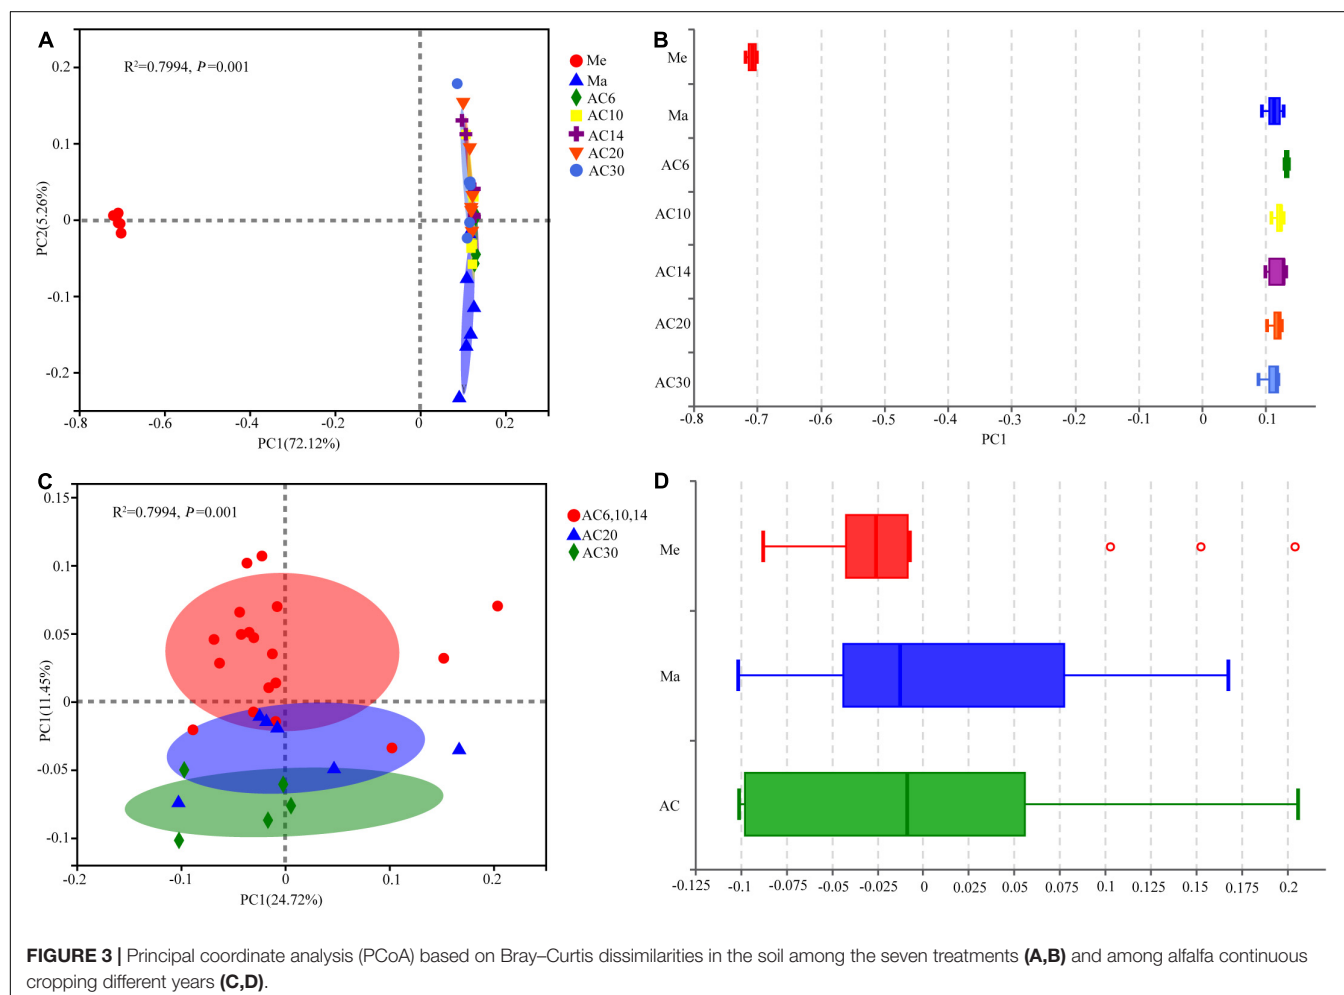 A
R²=0.7994, P=0.001
0.2
0.1
0
-0.1
-0.2
PC2(5.26%)
-0.8
-0.6
-0.4
-0.2
0
0.2
PC1(72.12%)
Me
Ma
AC6
AC10
AC14
AC20
AC30
B
Me
Ma
AC6
AC10
AC14
AC20
AC30
-0.8
-0.7
-0.6
-0.5
-0.4
-0.3
-0.2
-0.1
0
0.1
PC1
C
R²=0.7994, P=0.001
0.15
0.1
0.05
0
-0.05
-0.1
PC1(11.45%)
-0.2
-0.1
0
0.1
0.2
PC1(24.72%)
AC6,10,14
AC20
AC30
D
Me
Ma
AC
-0.125
-0.1
-0.075
-0.05
-0.025
0
0.025
0.05
0.075
0.1
0.125
0.15
0.175
0.2
FIGURE 3 | Principal coordinate analysis (PCoA) based on Bray–Curtis dissimilarities in the soil among the seven treatments (A,B) and among alfalfa continuous
cropping different years (C,D).